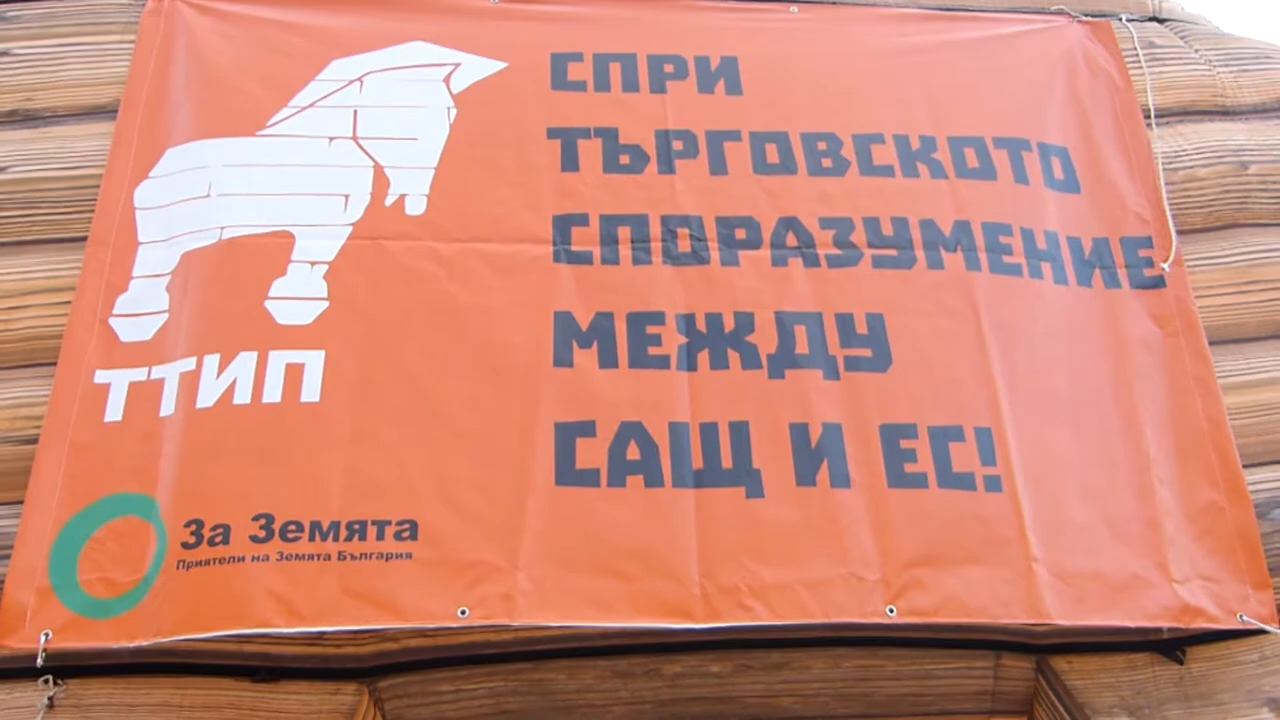 СПРИ
ТЪРГОВСКОТО
СПОРАЗУМЕНИЕ
МЕЖДУ
САЩ И ЕС!
ТТИП
За Земята
Приятели на Земята България